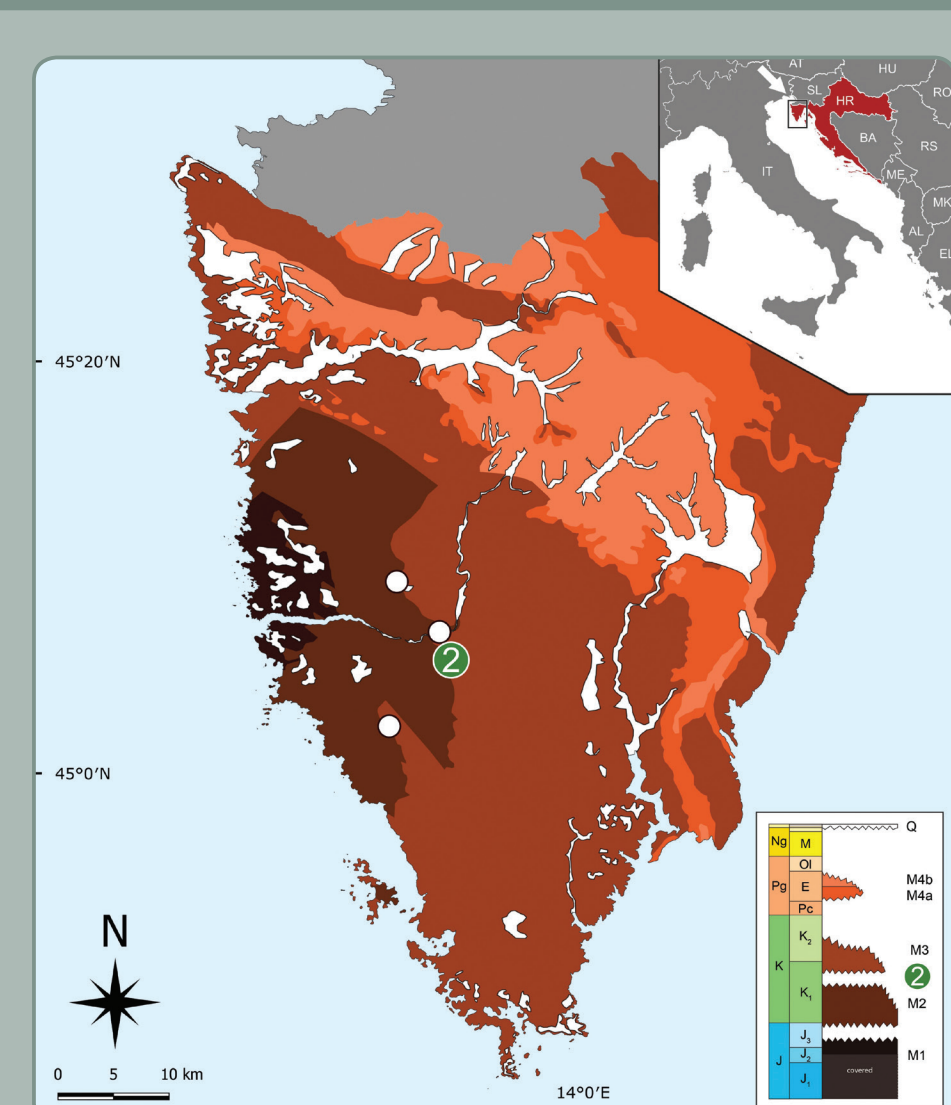 AT
HU
SL
HR
RO
BA
RS
IT
ME
MK
AL
EL
45°20′N
2
45°0′N
N
0 5 10 km
14°0′E
Q
Ng M
Ol
Pg E
Pc
M4b
M4a
K₂
K
K₁
M3
2
M2
J₃
J J₂
J₁
M1
covered